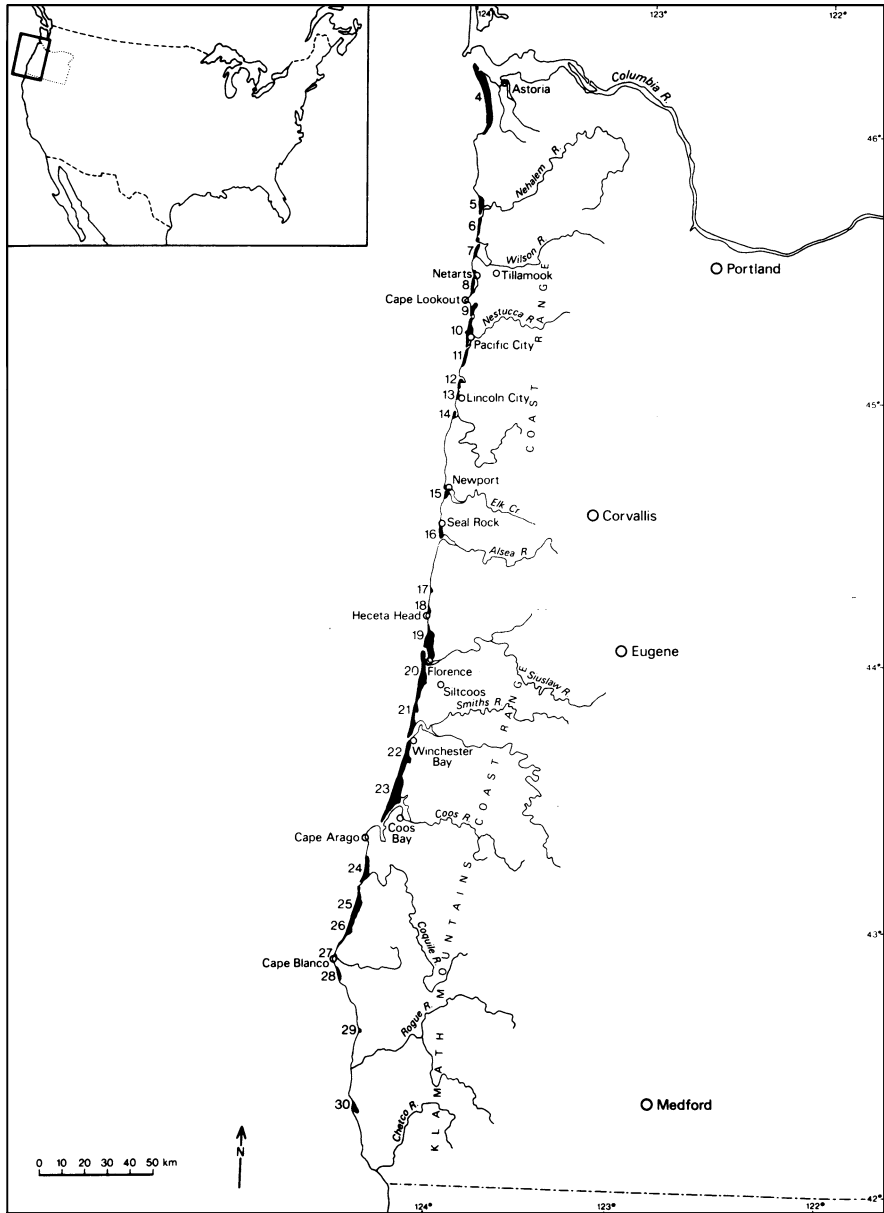 124°
123°
122°
Columbia R.
Astoria
4
46°
Nehalem R.
5
6
7
Wilson R
Portland
Netarts
Tillamook
8
Cape Lookout
9
Nestucca R.
10
Pacific City
11
COAST RANGE
12
13
Lincoln City
14
45°
Newport
15
Elk Cr
Corvallis
Seal Rock
16
Alsea R
17
18
Heceta Head
19
Eugene
44°
Florence
20
Siltcoos
Siuslaw R.
Smiths R.
21
22
Winchester
Bay
23
COAST RANGE
Coos R
Coos
Bay
Cape Arago
24
25
26
Coquille R
43°
27
Cape Blanco
28
KLAMATH MOUNTAINS
29
Rogue R.
30
Chetco R.
Medford
N
0 10 20 30 40 50 km
42°
124°
123°
122°